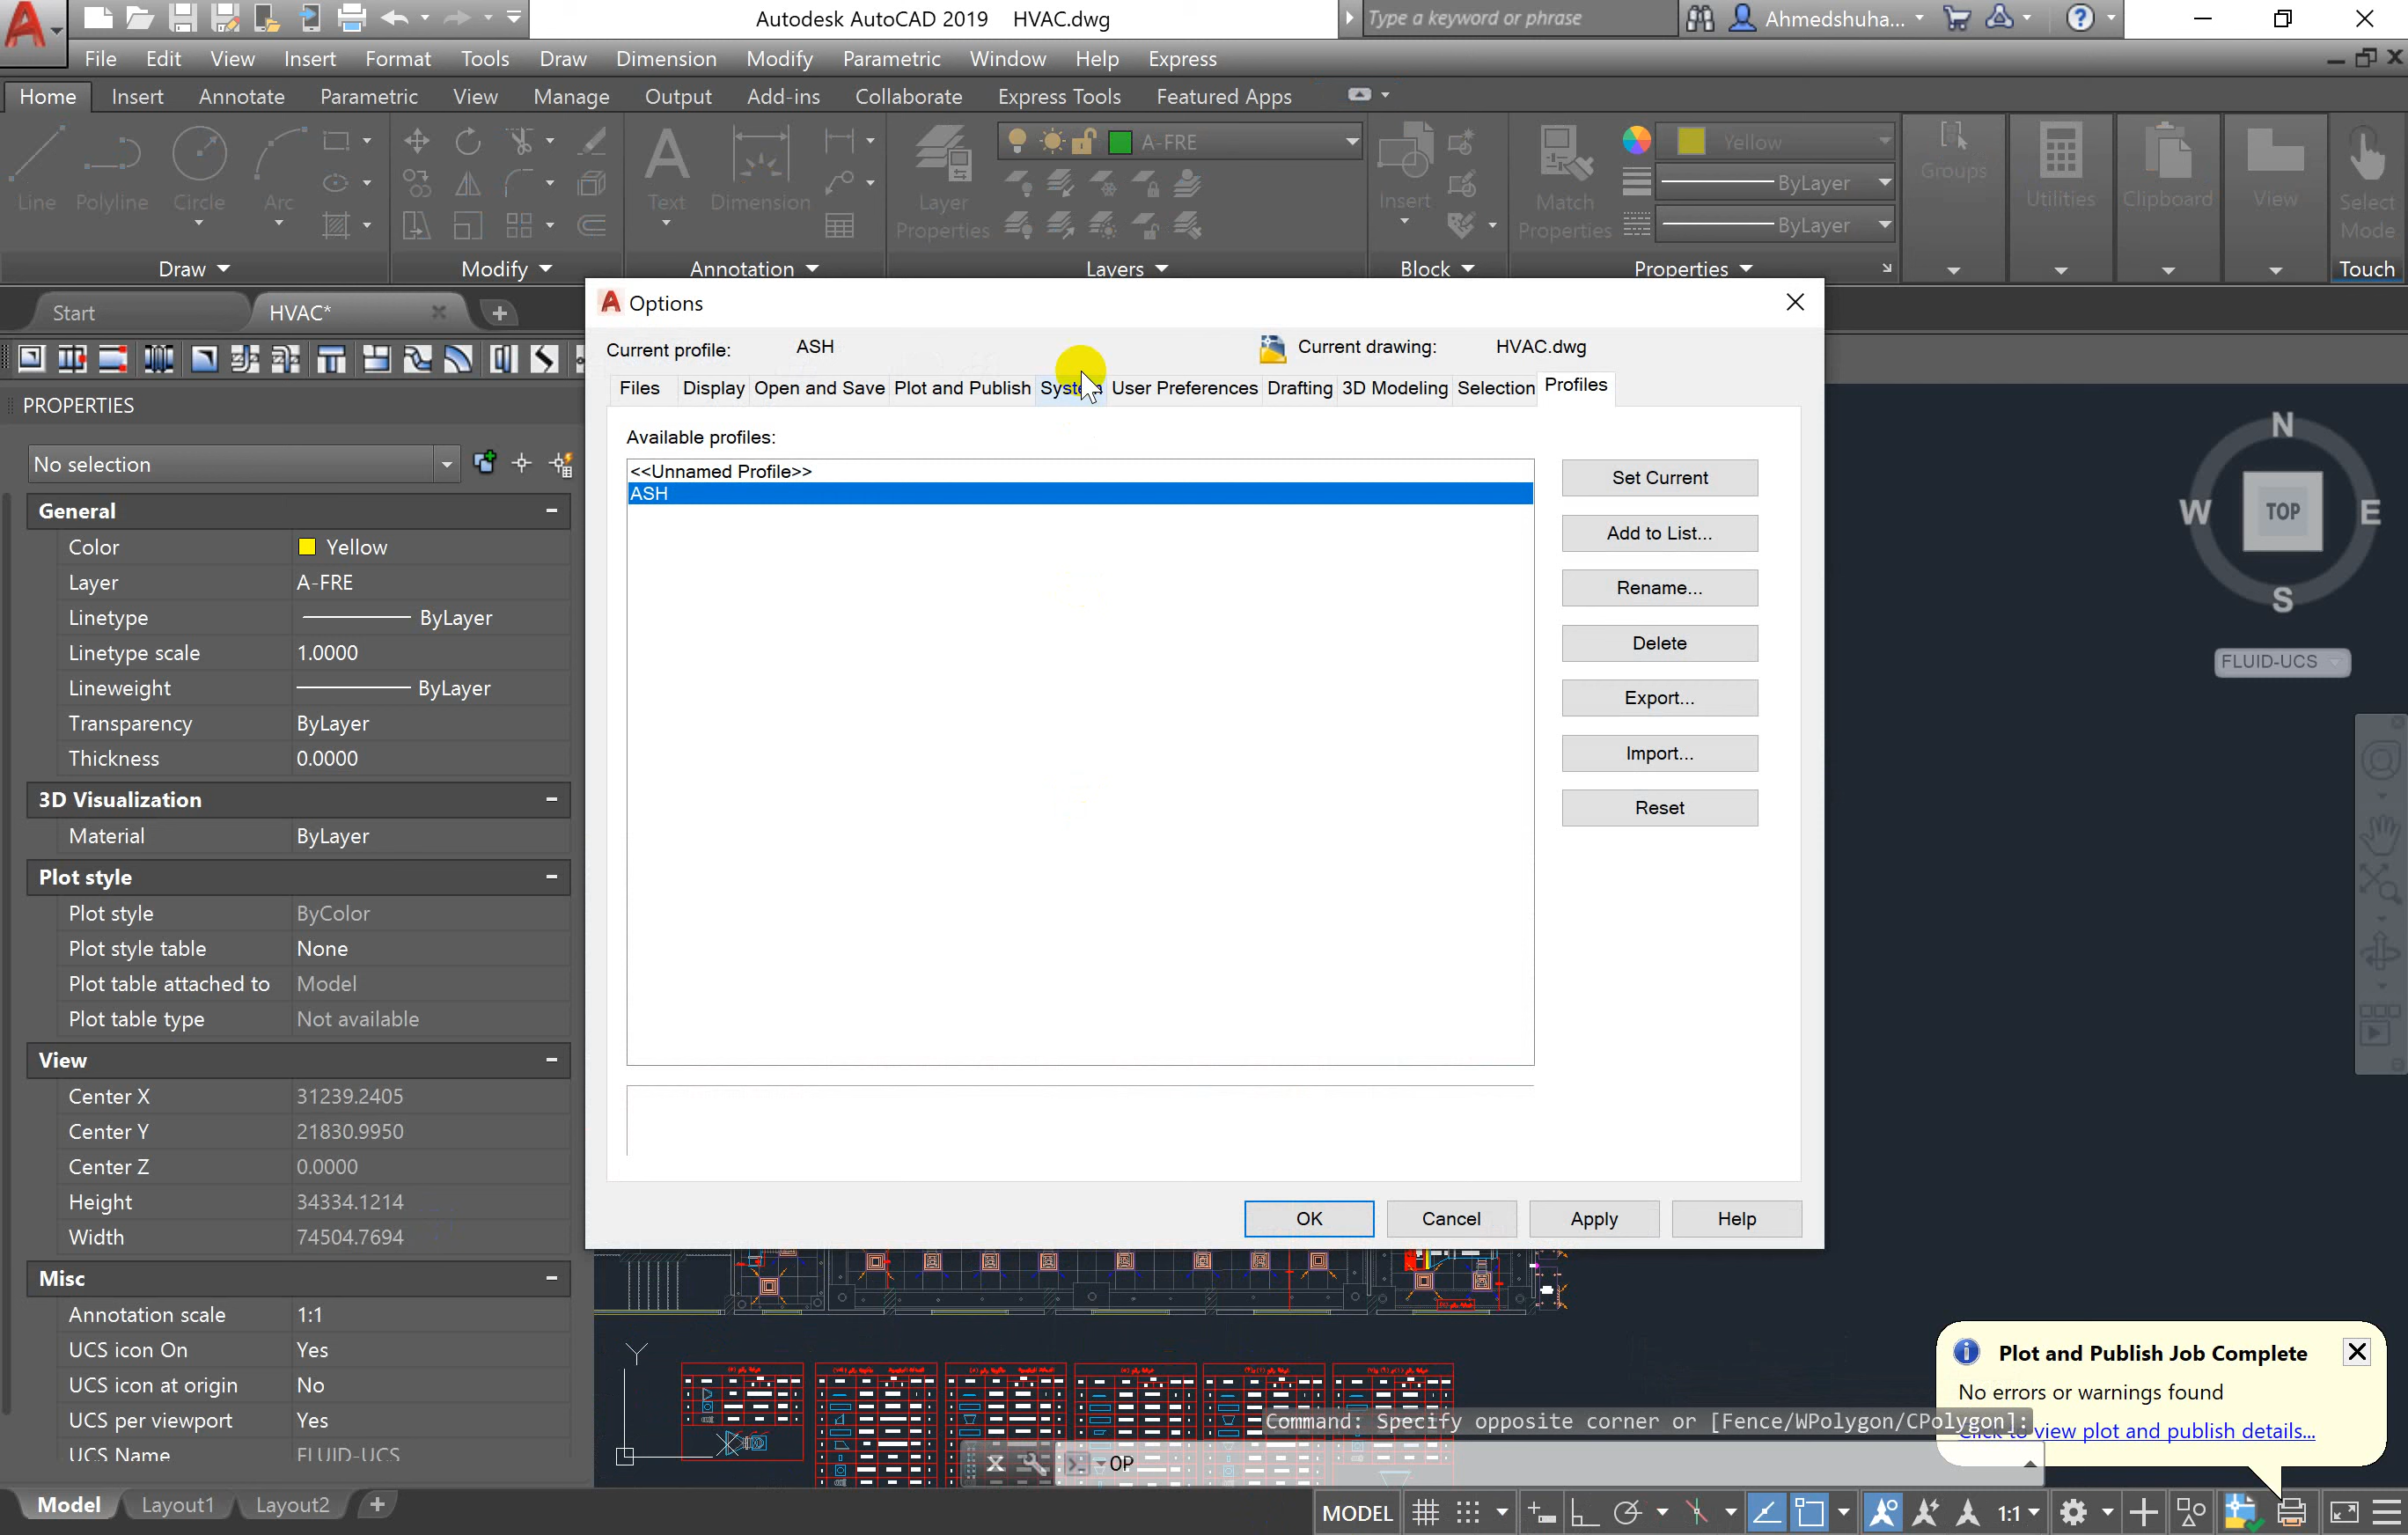 Autodesk AutoCAD 2019 HVAC.dwg
Type a keyword or phrase
Ahmedshuha...
File Edit View Insert Format Tools Draw Dimension Modify Parametric Window Help Express
Home Insert Annotate Parametric View Manage Output Add-ins Collaborate Express Tools Featured Apps
A-FRE
Yellow
ByLayer
ByLayer
Line Polyline Circle Arc
Text Dimension
Layer Properties
Insert
Match Properties
Groups
Utilities
Clipboard
View
Select Mode
Draw Modify Annotation Layers Block Properties Touch
Start HVAC*
Options
Current profile: ASH Current drawing: HVAC.dwg
Files Display Open and Save Plot and Publish System User Preferences Drafting 3D Modeling Selection Profiles
Available profiles:
<<Unnamed Profile>>
ASH
Set Current
Add to List...
Rename...
Delete
Export...
Import...
Reset
OK Cancel Apply Help
PROPERTIES
No selection
General
Color Yellow
Layer A-FRE
Linetype ByLayer
Linetype scale 1.0000
Lineweight ByLayer
Transparency ByLayer
Thickness 0.0000
3D Visualization
Material ByLayer
Plot style
Plot style ByColor
Plot style table None
Plot table attached to Model
Plot table type Not available
View
Center X 31239.2405
Center Y 21830.9950
Center Z 0.0000
Height 34334.1214
Width 74504.7694
Misc
Annotation scale 1:1
UCS icon On Yes
UCS icon at origin No
UCS per viewport Yes
UCS Name FLUID-UCS
N
W TOP E
S
FLUID-UCS
Y
X
Plot and Publish Job Complete
No errors or warnings found
Click to view plot and publish details...
Command: Specify opposite corner or [Fence/WPolygon/CPolygon]:
OP
Model Layout1 Layout2
MODEL 1:1